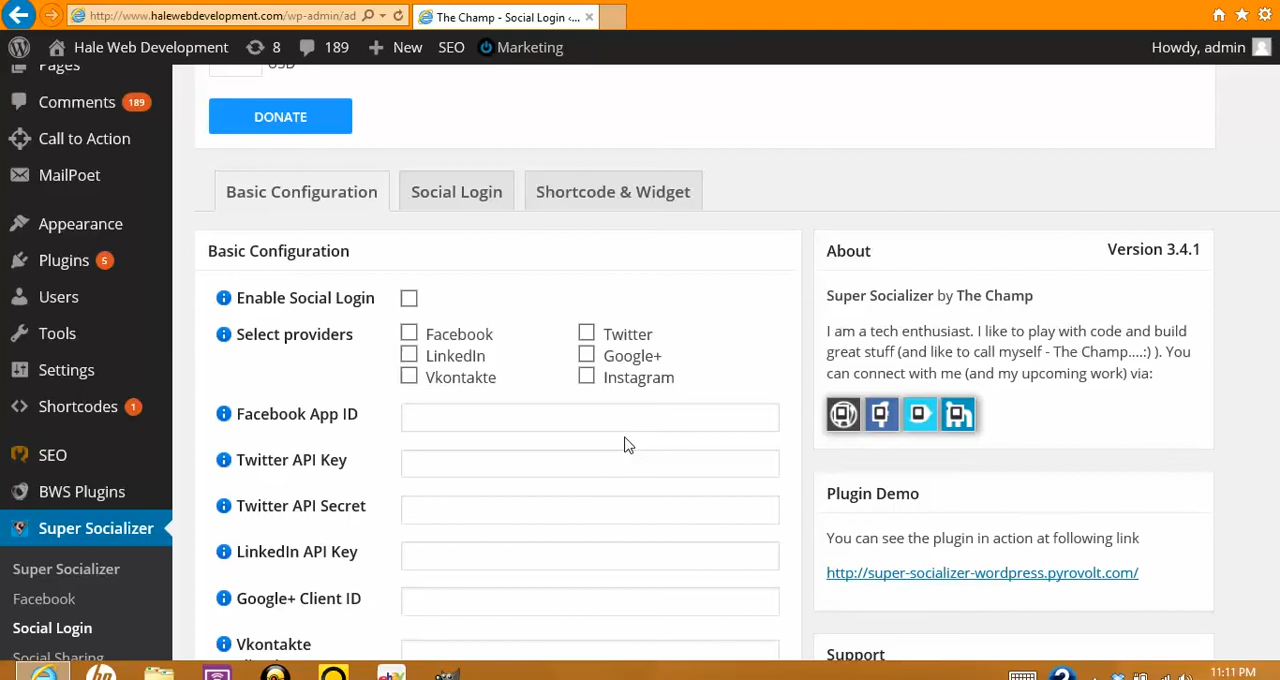 http://www.halewebdevelopment.com/wp-admin/ad
The Champ - Social Login ‹...
Hale Web Development
8
189
New
SEO
Marketing
Howdy, admin
Pages
Comments 189
Call to Action
MailPoet
Appearance
Plugins 5
Users
Tools
Settings
Shortcodes 1
SEO
BWS Plugins
Super Socializer
Super Socializer
Facebook
Social Login
Social Sharing
USD
DONATE
Basic Configuration
Social Login
Shortcode & Widget
Basic Configuration
Enable Social Login
Select providers
Facebook
Twitter
LinkedIn
Google+
Vkontakte
Instagram
Facebook App ID
Twitter API Key
Twitter API Secret
LinkedIn API Key
Google+ Client ID
Vkontakte
About
Version 3.4.1
Super Socializer by The Champ
I am a tech enthusiast. I like to play with code and build
great stuff (and like to call myself - The Champ....:) ). You
can connect with me (and my upcoming work) via:
Plugin Demo
You can see the plugin in action at following link
http://super-socializer-wordpress.pyrovolt.com/
Support
11:11 PM